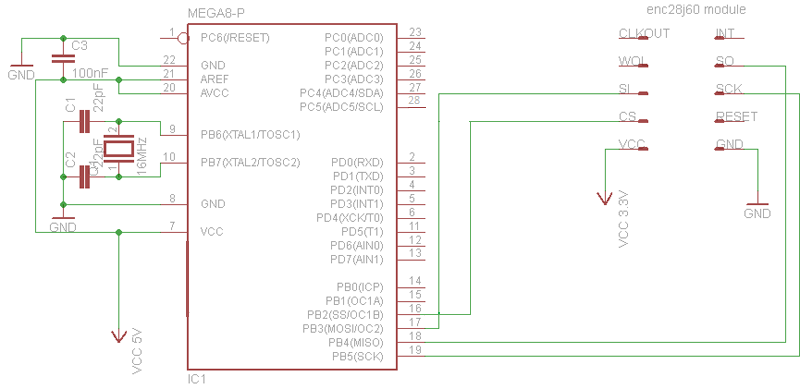 MEGA8-P
enc28j60 module
1
PC6(/RESET)
PC0(ADC0)
23
PC1(ADC1)
24
PC2(ADC2)
25
PC3(ADC3)
26
PC4(ADC4/SDA)
27
PC5(ADC5/SCL)
28
22
GND
21
AREF
20
AVCC
C3
100nF
GND
C1
22pF
C2
22pF
2
1
16MHz
9
PB6(XTAL1/TOSC1)
10
PB7(XTAL2/TOSC2)
8
GND
7
VCC
GND
VCC 5V
PD0(RXD)
2
PD1(TXD)
3
PD2(INT0)
4
PD3(INT1)
5
PD4(XCK/T0)
6
PD5(T1)
11
PD6(AIN0)
12
PD7(AIN1)
13
PB0(ICP)
14
PB1(OC1A)
15
PB2(SS/OC1B)
16
PB3(MOSI/OC2)
17
PB4(MISO)
18
PB5(SCK)
19
IC1
CLKOUT
INT
WOL
SO
SI
SCK
CS
RESET
VCC
GND
VCC 3.3V
GND